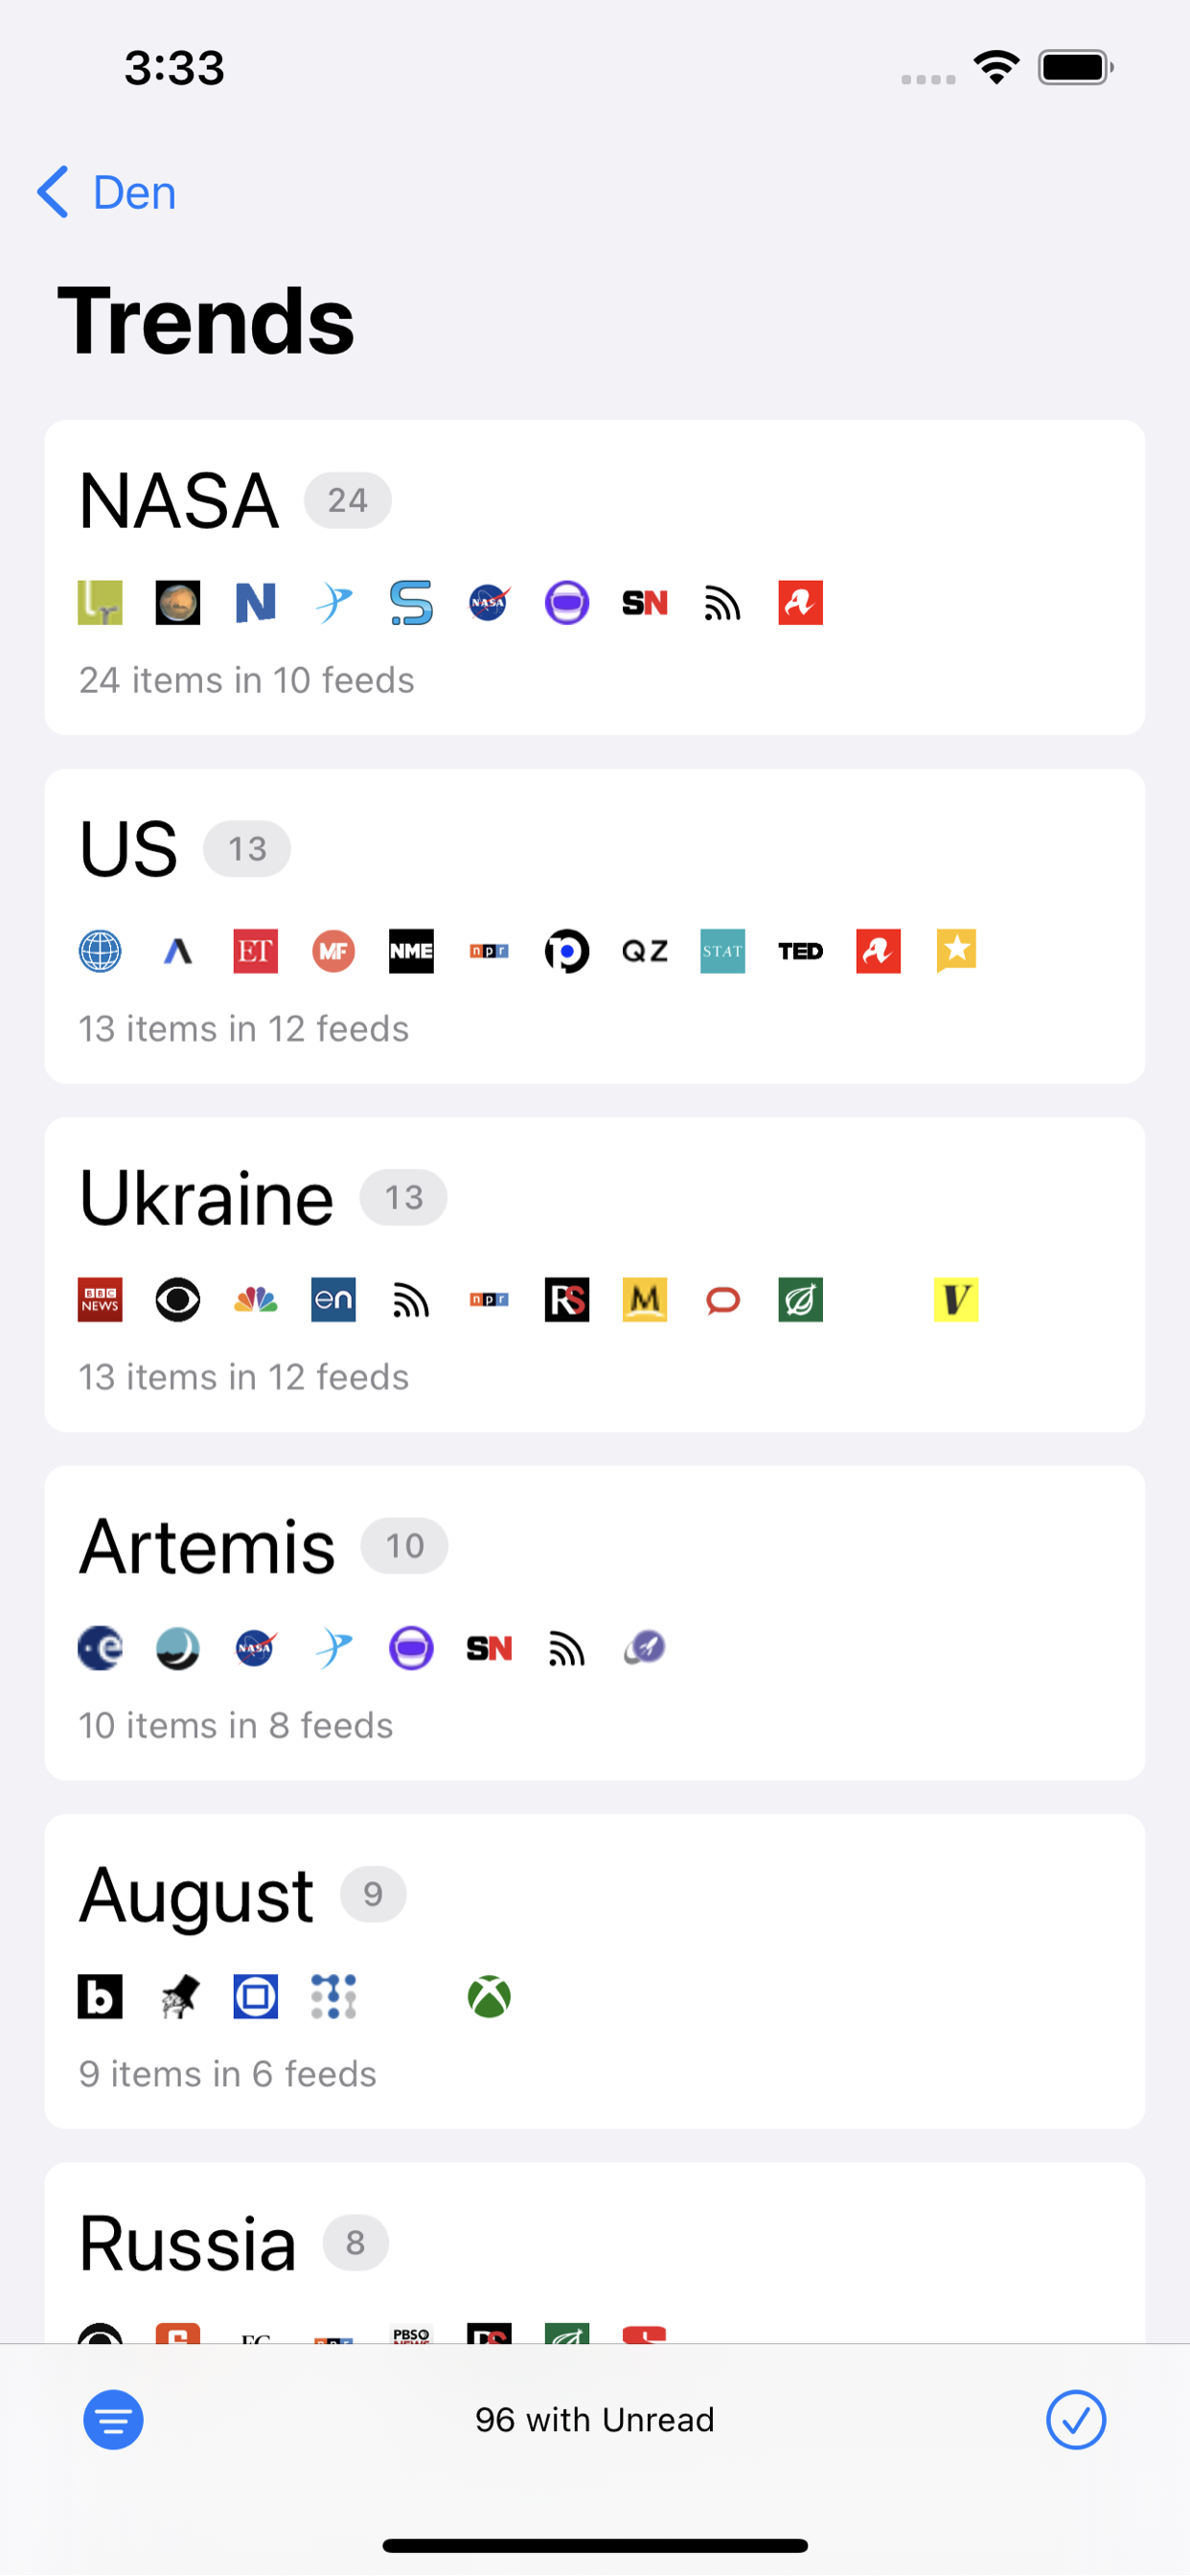 3:33
Den
Trends
NASA 24
NASA SN
24 items in 10 feeds
US 13
ET MF NME npr QZ STAT TED
13 items in 12 feeds
Ukraine 13
BBC NEWS en npr RS M V
13 items in 12 feeds
Artemis 10
e NASA SN
10 items in 8 feeds
August 9
b
9 items in 6 feeds
Russia 8
PBS
96 with Unread